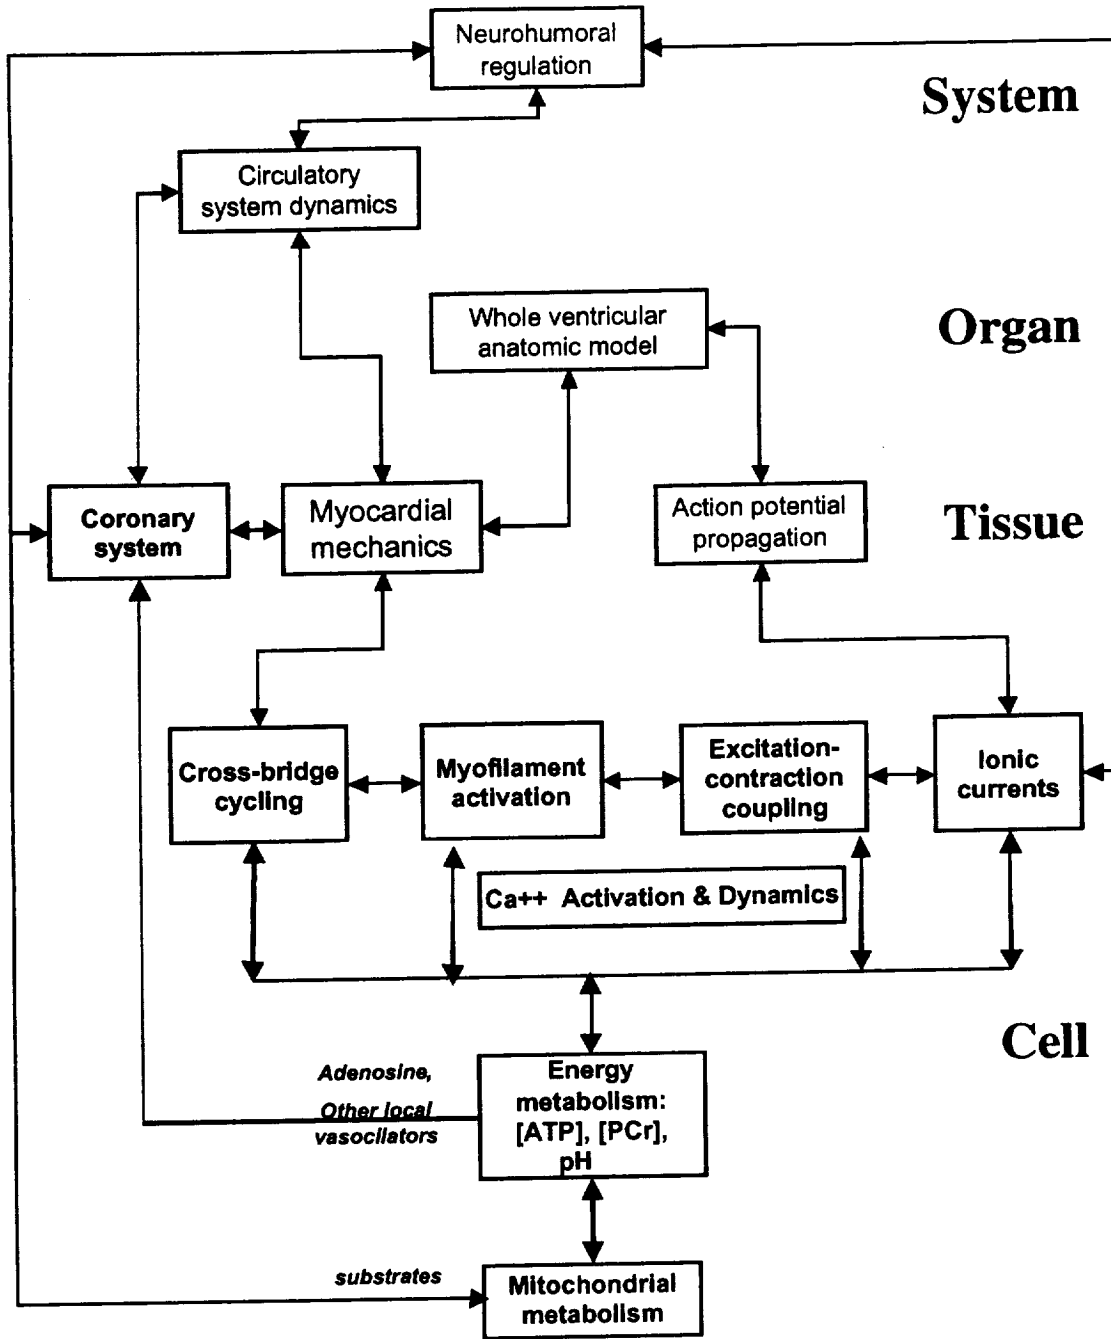 Neurohumoral
regulation
System
Circulatory
system dynamics
Whole ventricular
anatomic model
Organ
Coronary
system
Myocardial
mechanics
Action potential
propagation
Tissue
Cross-bridge
cycling
Myofilament
activation
Excitation-
contraction
coupling
Ionic
currents
Ca++ Activation & Dynamics
Cell
Adenosine,
Other local
vasocilators
Energy
metabolism:
[ATP], [PCr],
pH
substrates
Mitochondrial
metabolism